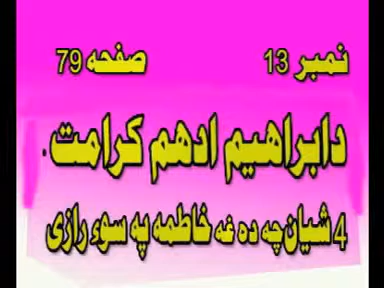 نمبر 13 صفحه 79
دابراهیم ادهم کرامت .
4 شیان چه ده غه خاطمه په سوء رازی